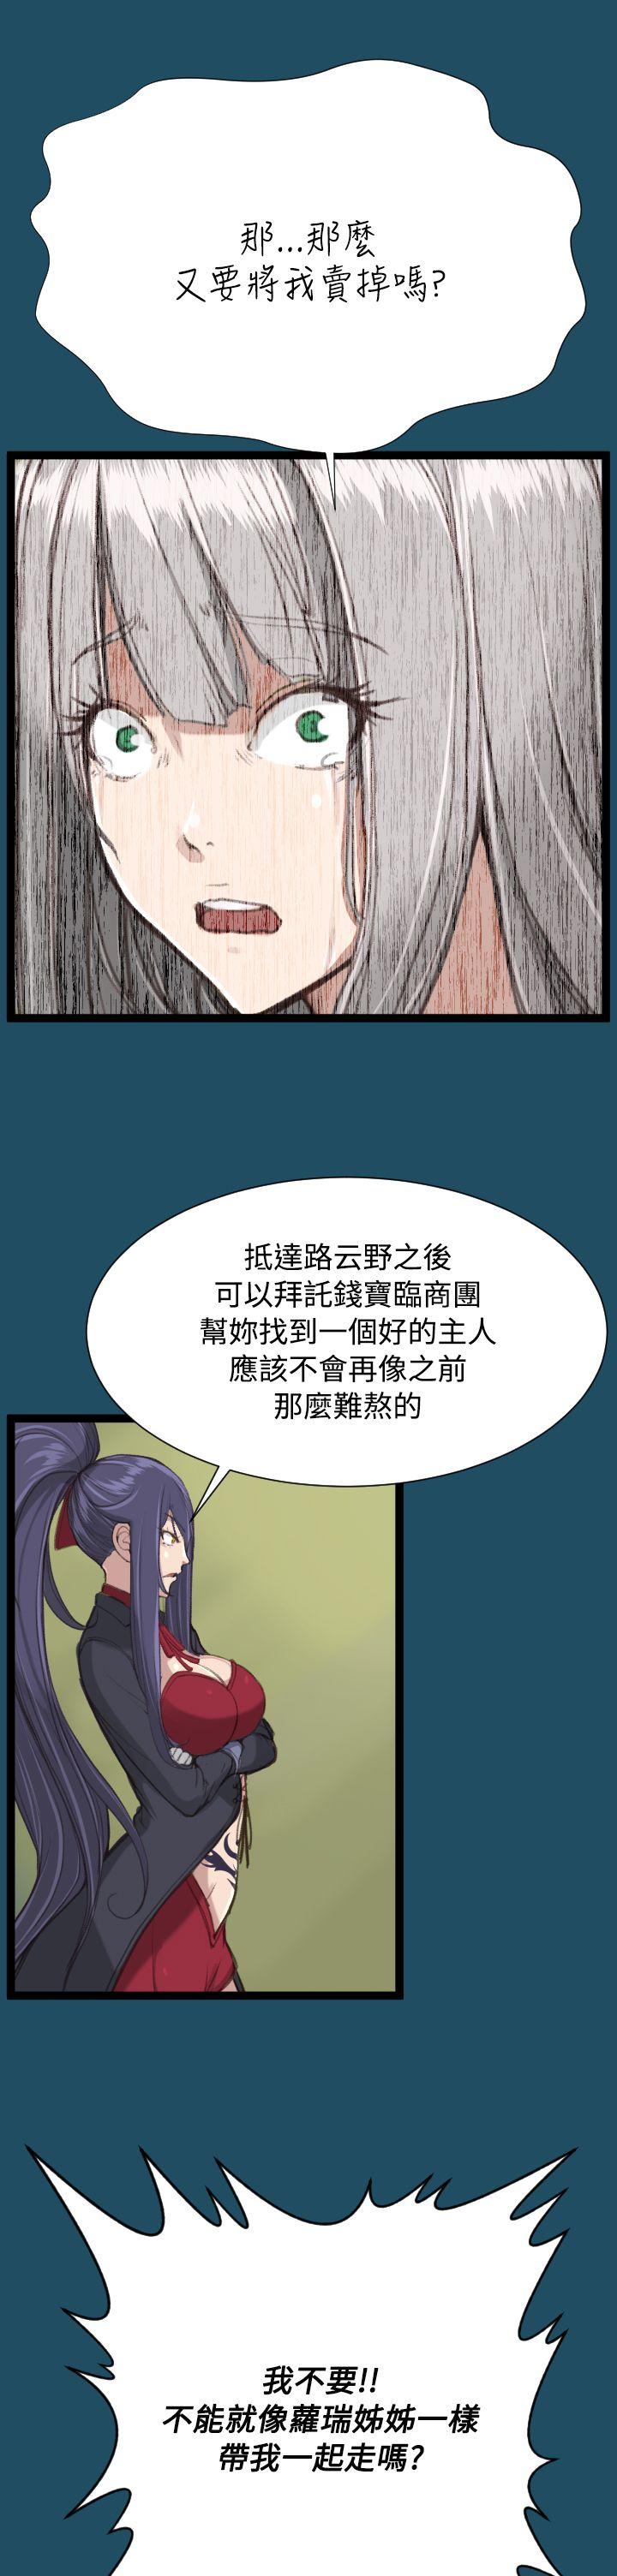 那...那麼
又要將我賣掉嗎?
抵達路云野之後
可以拜託錢寶臨商團
幫妳找到一個好的主人
應該不會再像之前
那麼難熬的
我不要!!
不能就像蘿瑞姊姊一樣
帶我一起走嗎?